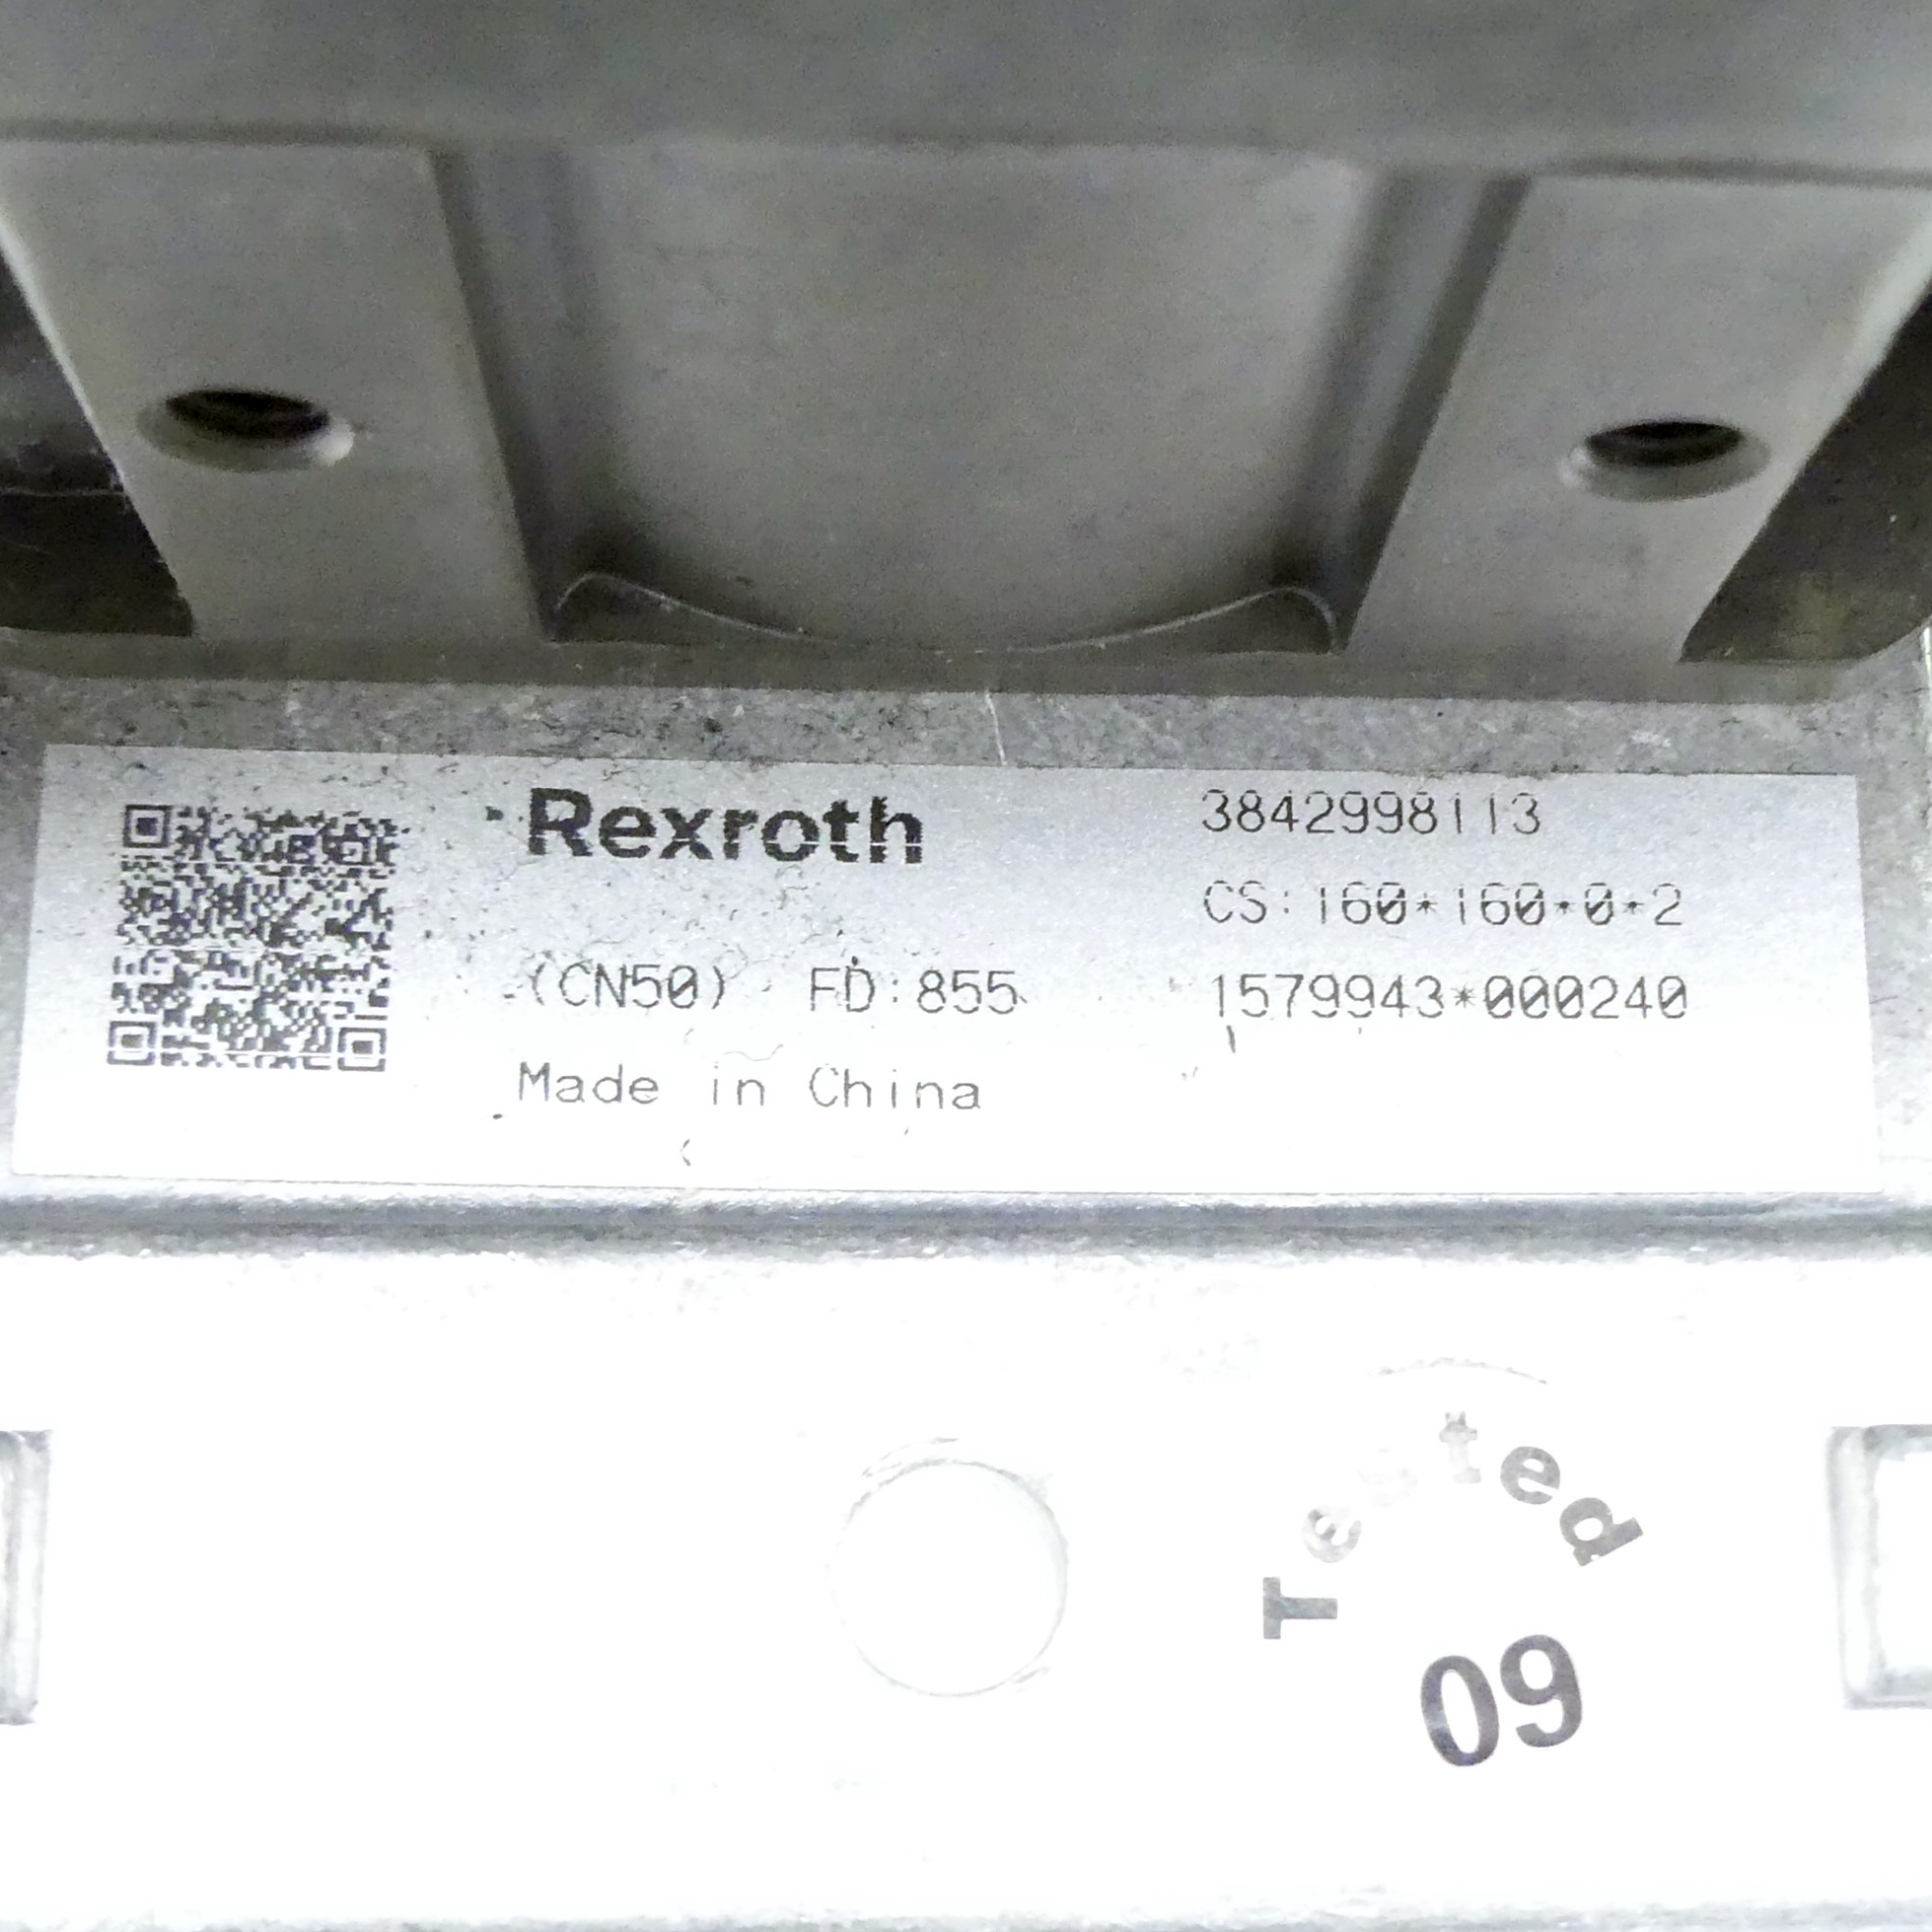 Rexroth
3842998113
CS:160*160*0*2
(CN50) FD:855
1579943*000240
Made in China
Tested
09